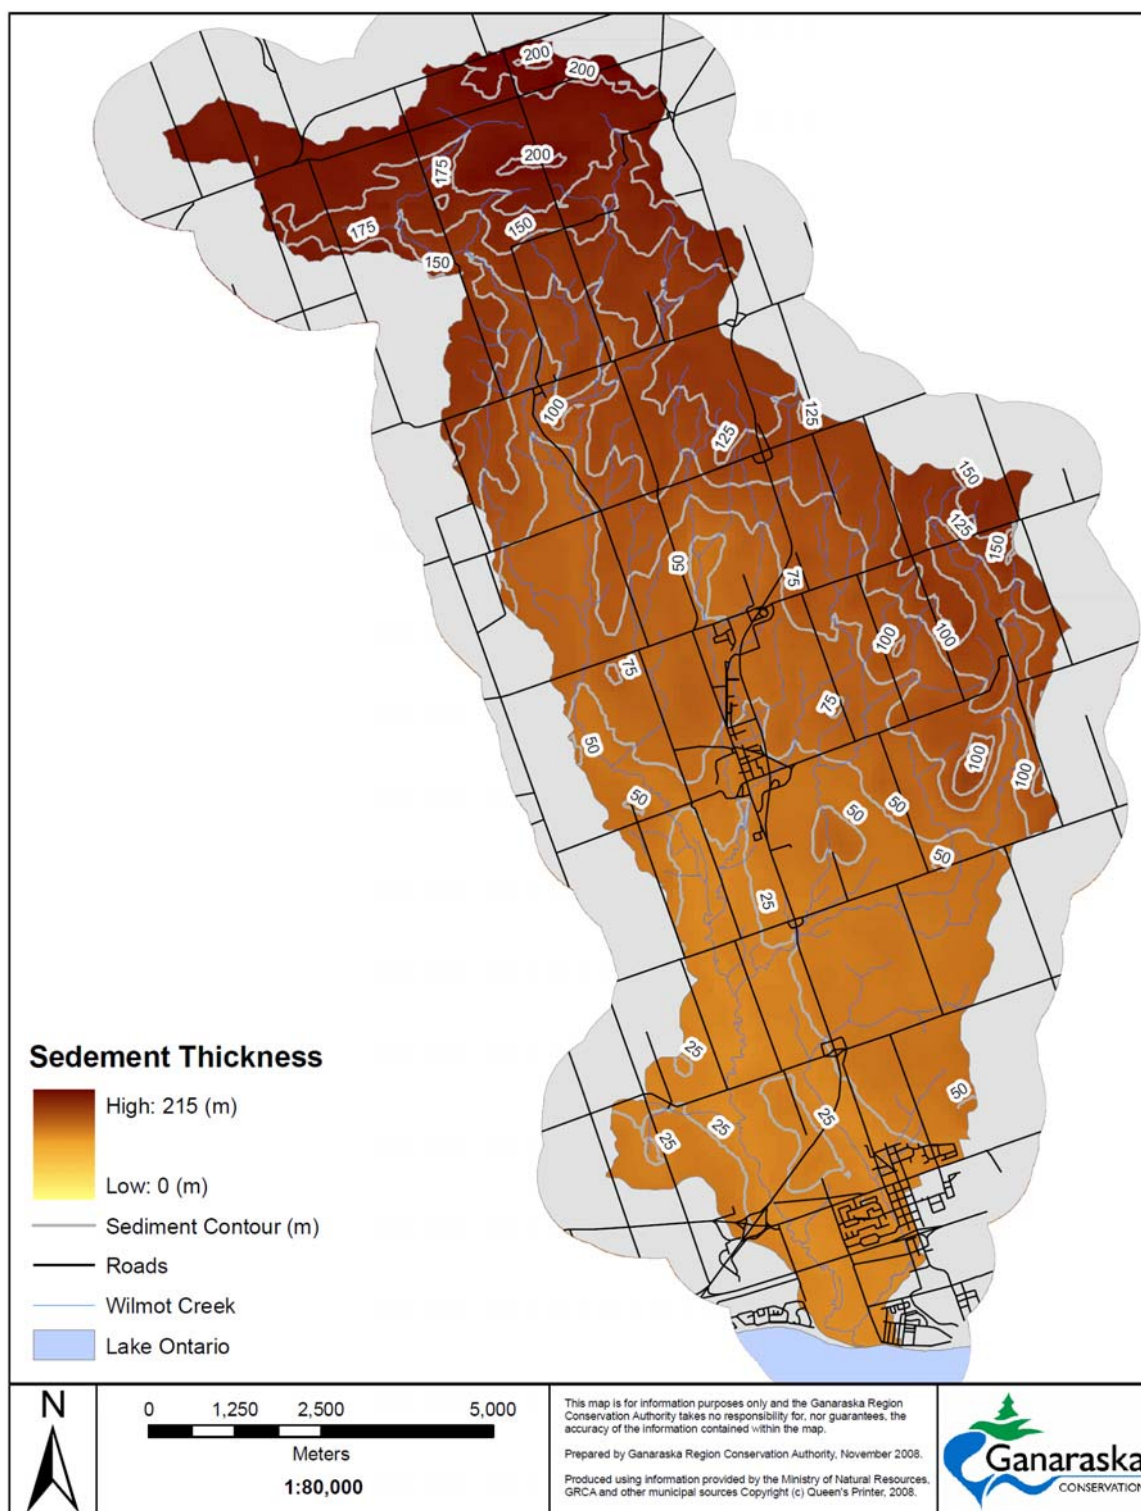 200
200
200
175
175
150
150
100
125
125
150
125
150
50
75
100
100
75
75
50
100
100
50
50
50
50
25
25
50
25
25
25
Sedement Thickness
High: 215 (m)
Low: 0 (m)
Sediment Contour (m)
Roads
Wilmot Creek
Lake Ontario
N
0 1,250 2,500 5,000
Meters
1:80,000
This map is for information purposes only and the Ganaraska Region
Conservation Authority takes no responsibility for, nor guarantees, the
accuracy of the information contained within the map.
Prepared by Ganaraska Region Conservation Authority, November 2008.
Produced using information provided by the Ministry of Natural Resources,
GRCA and other municipal sources Copyright (c) Queen's Printer, 2008.
Ganaraska
CONSERVATION